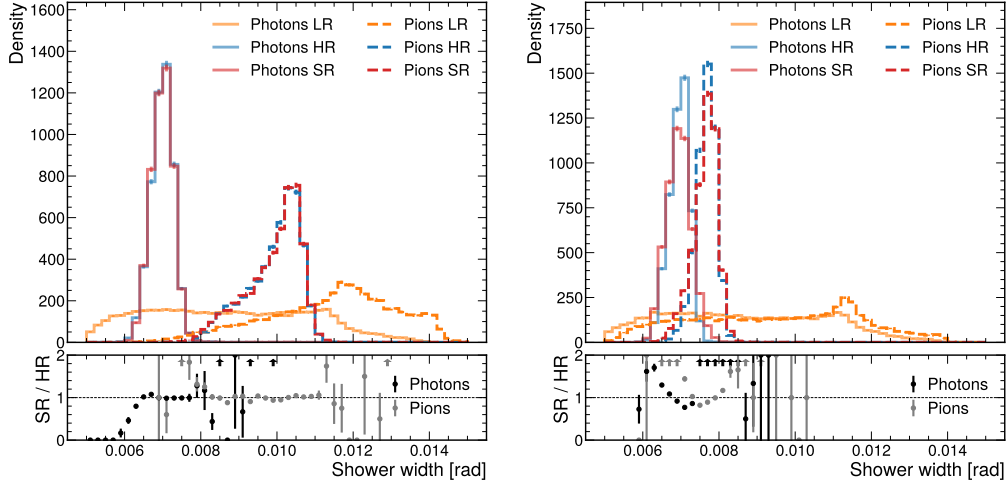 Density
1400
1200
1000
800
600
400
200
0
Photons LR
Photons HR
Photons SR
Pions LR
Pions HR
Pions SR
SR / HR
2
1
0
Photons
Pions
0.006
0.008
0.010
0.012
0.014
Shower width [rad]
Density
1750
1500
1250
1000
750
500
250
0
Photons LR
Photons HR
Photons SR
Pions LR
Pions HR
Pions SR
SR / HR
2
1
0
Photons
Pions
0.006
0.008
0.010
0.012
0.014
Shower width [rad]